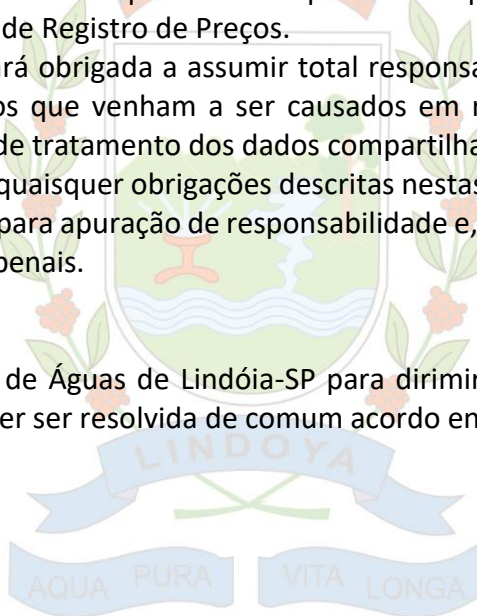 de Registro de Preços.
ará obrigada a assumir total responsa
os que venham a ser causados em r
de tratamento dos dados compartilha
quaisquer obrigações descritas nestas
para apuração de responsabilidade e,
penais.
de Águas de Lindóia-SP para dirimir
er ser resolvida de comum acordo en
LINDOYA
AQUA PURA VITA LONGA